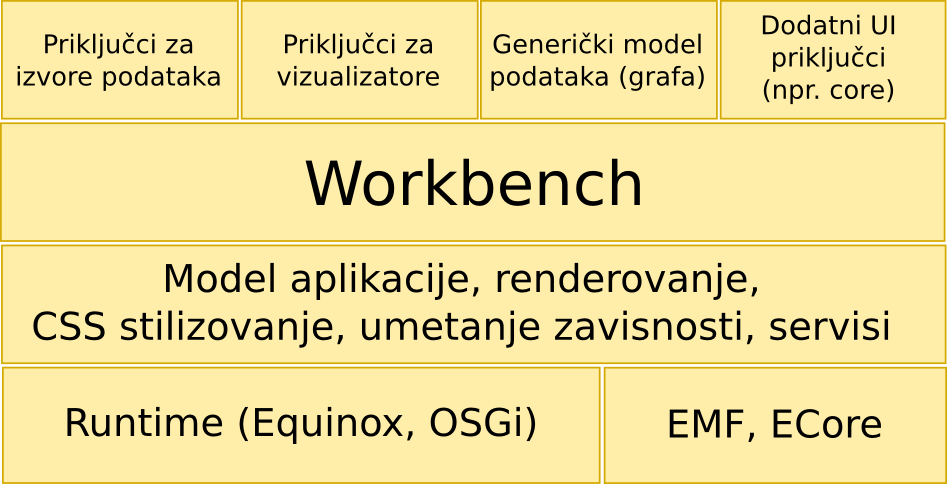 Priključci za
izvore podataka
Priključci za
vizualizatore
Generički model
podataka (grafa)
Dodatni UI
priključci
(npr. core)
Workbench
Model aplikacije, renderovanje,
CSS stilizovanje, umetanje zavisnosti, servisi
Runtime (Equinox, OSGi)
EMF, ECore